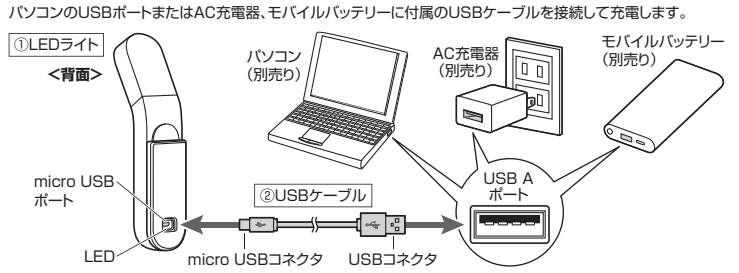 パソコンのUSBポートまたはAC充電器、モバイルバッテリーに付属のUSBケーブルを接続して充電します。
①LEDライト
<背面>
パソコン
(別売り)
AC充電器
(別売り)
モバイルバッテリー
(別売り)
micro USB
ポート
②USBケーブル
USB A
ポート
LED
micro USBコネクタ
USBコネクタ